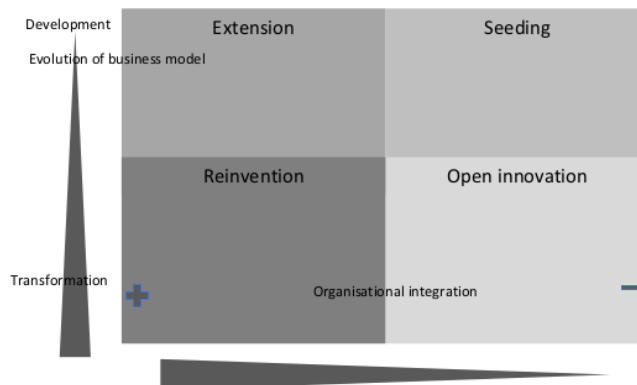 Development
Extension
Seeding
Evolution of business model
Reinvention
Open innovation
Transformation
Organisational integration